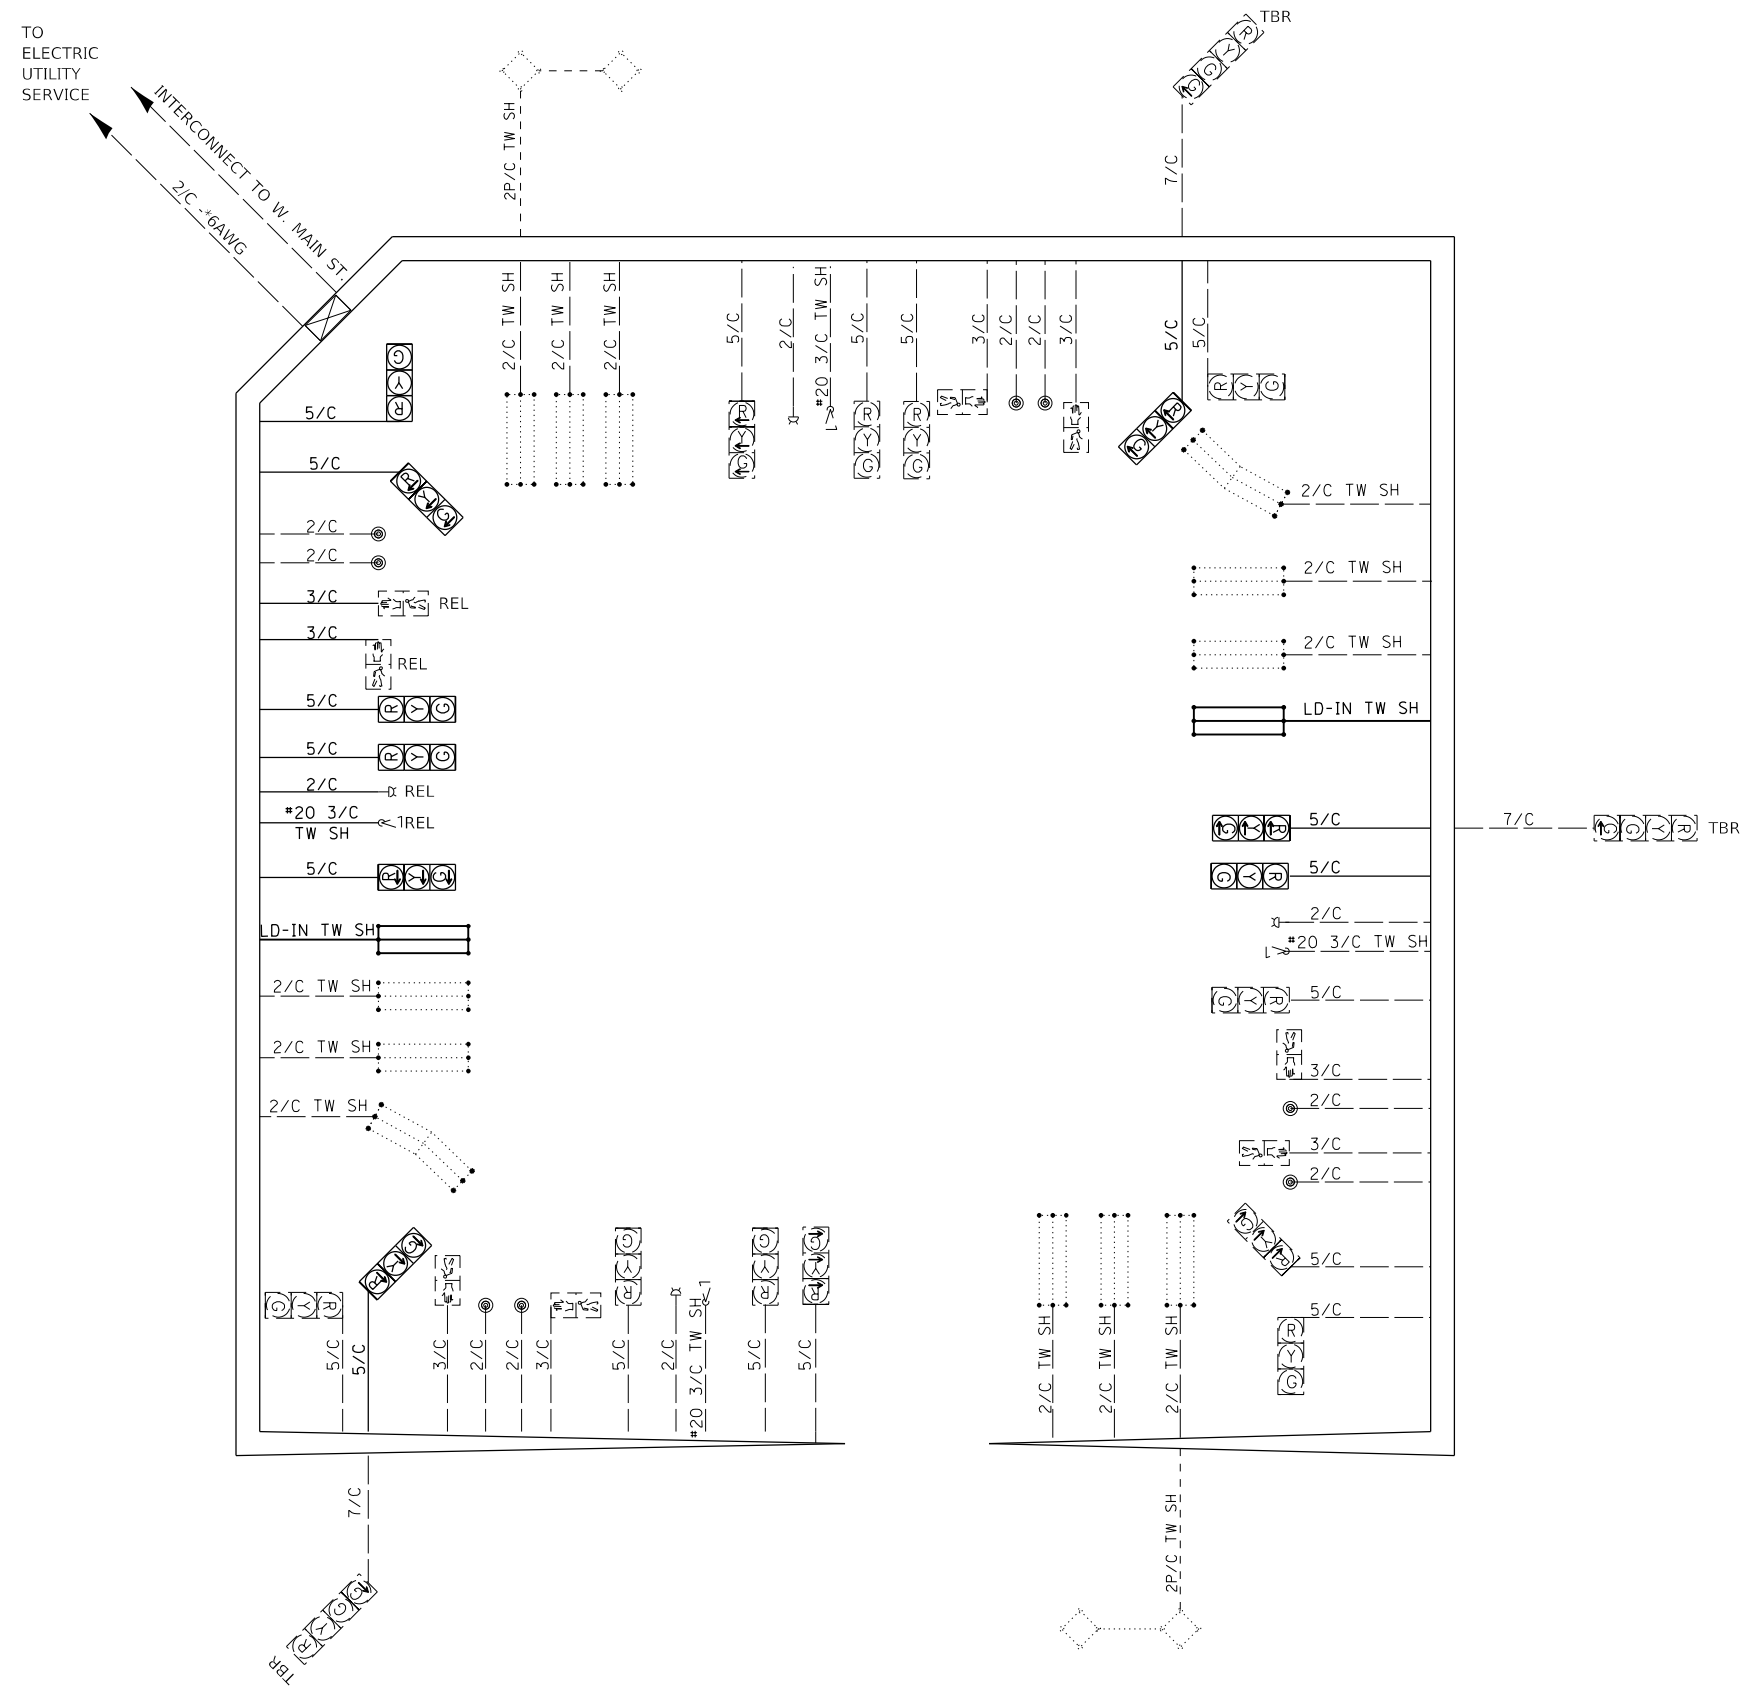 TO
ELECTRIC
UTILITY
SERVICE
INTERCONNECT TO W. MAIN ST.
2/C -*6AWG
2P/C TW SH
TBR
R
Y
G
G
7/C
2/C TW SH
2/C TW SH
2/C TW SH
5/C
2/C
#20 3/C TW SH
5/C
5/C
3/C
2/C
2/C
3/C
5/C
5/C
R
Y
G
1
R
Y
G
R
Y
G
R
Y
G
R Y G
G
Y
R
5/C
5/C
R
Y
G
2/C
2/C
3/C
REL
3/C
REL
5/C
R Y G
5/C
R Y G
2/C
REL
#20 3/C
TW SH
1REL
5/C
R Y G
LD-IN TW SH
2/C TW SH
2/C TW SH
2/C TW SH
2/C TW SH
2/C TW SH
2/C TW SH
LD-IN TW SH
G Y R
5/C
7/C
G G Y R
TBR
G Y R
5/C
2/C
1
#20 3/C TW SH
G Y R
5/C
3/C
2/C
3/C
2/C
G
Y
R
5/C
5/C
R
Y
G
G Y R
G
Y
R
5/C
5/C
3/C
2/C
2/C
3/C
G
Y
R
5/C
2/C
1
#20 3/C TW SH
G
Y
R
5/C
G
Y
R
5/C
2/C TW SH
2/C TW SH
2/C TW SH
7/C
G
G
Y
R
TBR
2P/C TW SH